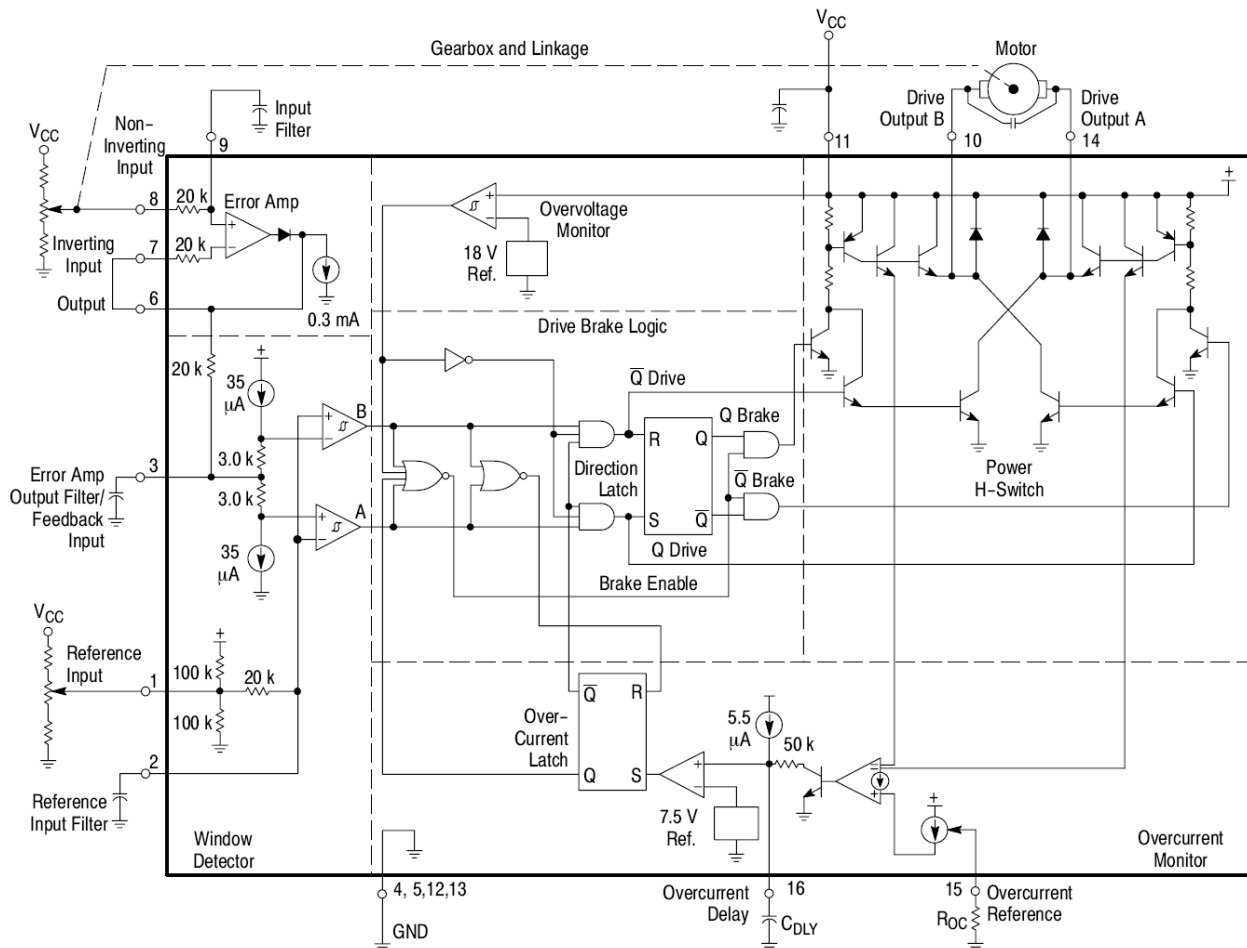 V_CC
Gearbox and Linkage
Motor
Input
Filter
Drive
Output B
Drive
Output A
Non-
Inverting
Input
V_CC
9
11
10
14
+
8
20 k
Error Amp
+
−
7
20 k
Inverting
Input
Output
6
0.3 mA
+
−
Overvoltage
Monitor
18 V
Ref.
Drive Brake Logic
20 k
+
35
μA
B
+
−
3.0 k
3.0 k
3
Error Amp
Output Filter/
Feedback
Input
A
+
−
35
μA
Q̅ Drive
Q Brake
R
Q
Direction
Latch
Q̅ Brake
S
Q̅
Q Drive
Brake Enable
Power
H−Switch
V_CC
Reference
Input
1
+
100 k
20 k
100 k
2
Reference
Input Filter
Q̅
R
Over−
Current
Latch
Q
S
5.5
μA
50 k
+
−
7.5 V
Ref.
−
+
+
Window
Detector
Overcurrent
Monitor
4, 5,12,13
GND
Overcurrent
Delay
16
C_DLY
15
Overcurrent
Reference
R_OC